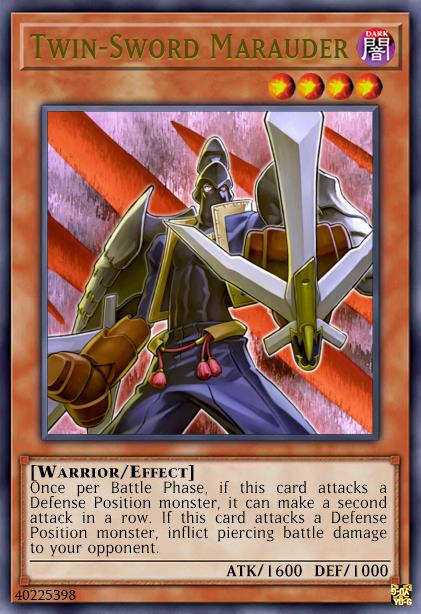 Twin-Sword Marauder
DARK
闇
[Warrior/Effect]
Once per Battle Phase, if this card attacks a
Defense Position monster, it can make a second
attack in a row. If this card attacks a Defense
Position monster, inflict piercing battle damage
to your opponent.
ATK/1600 DEF/1000
40225398